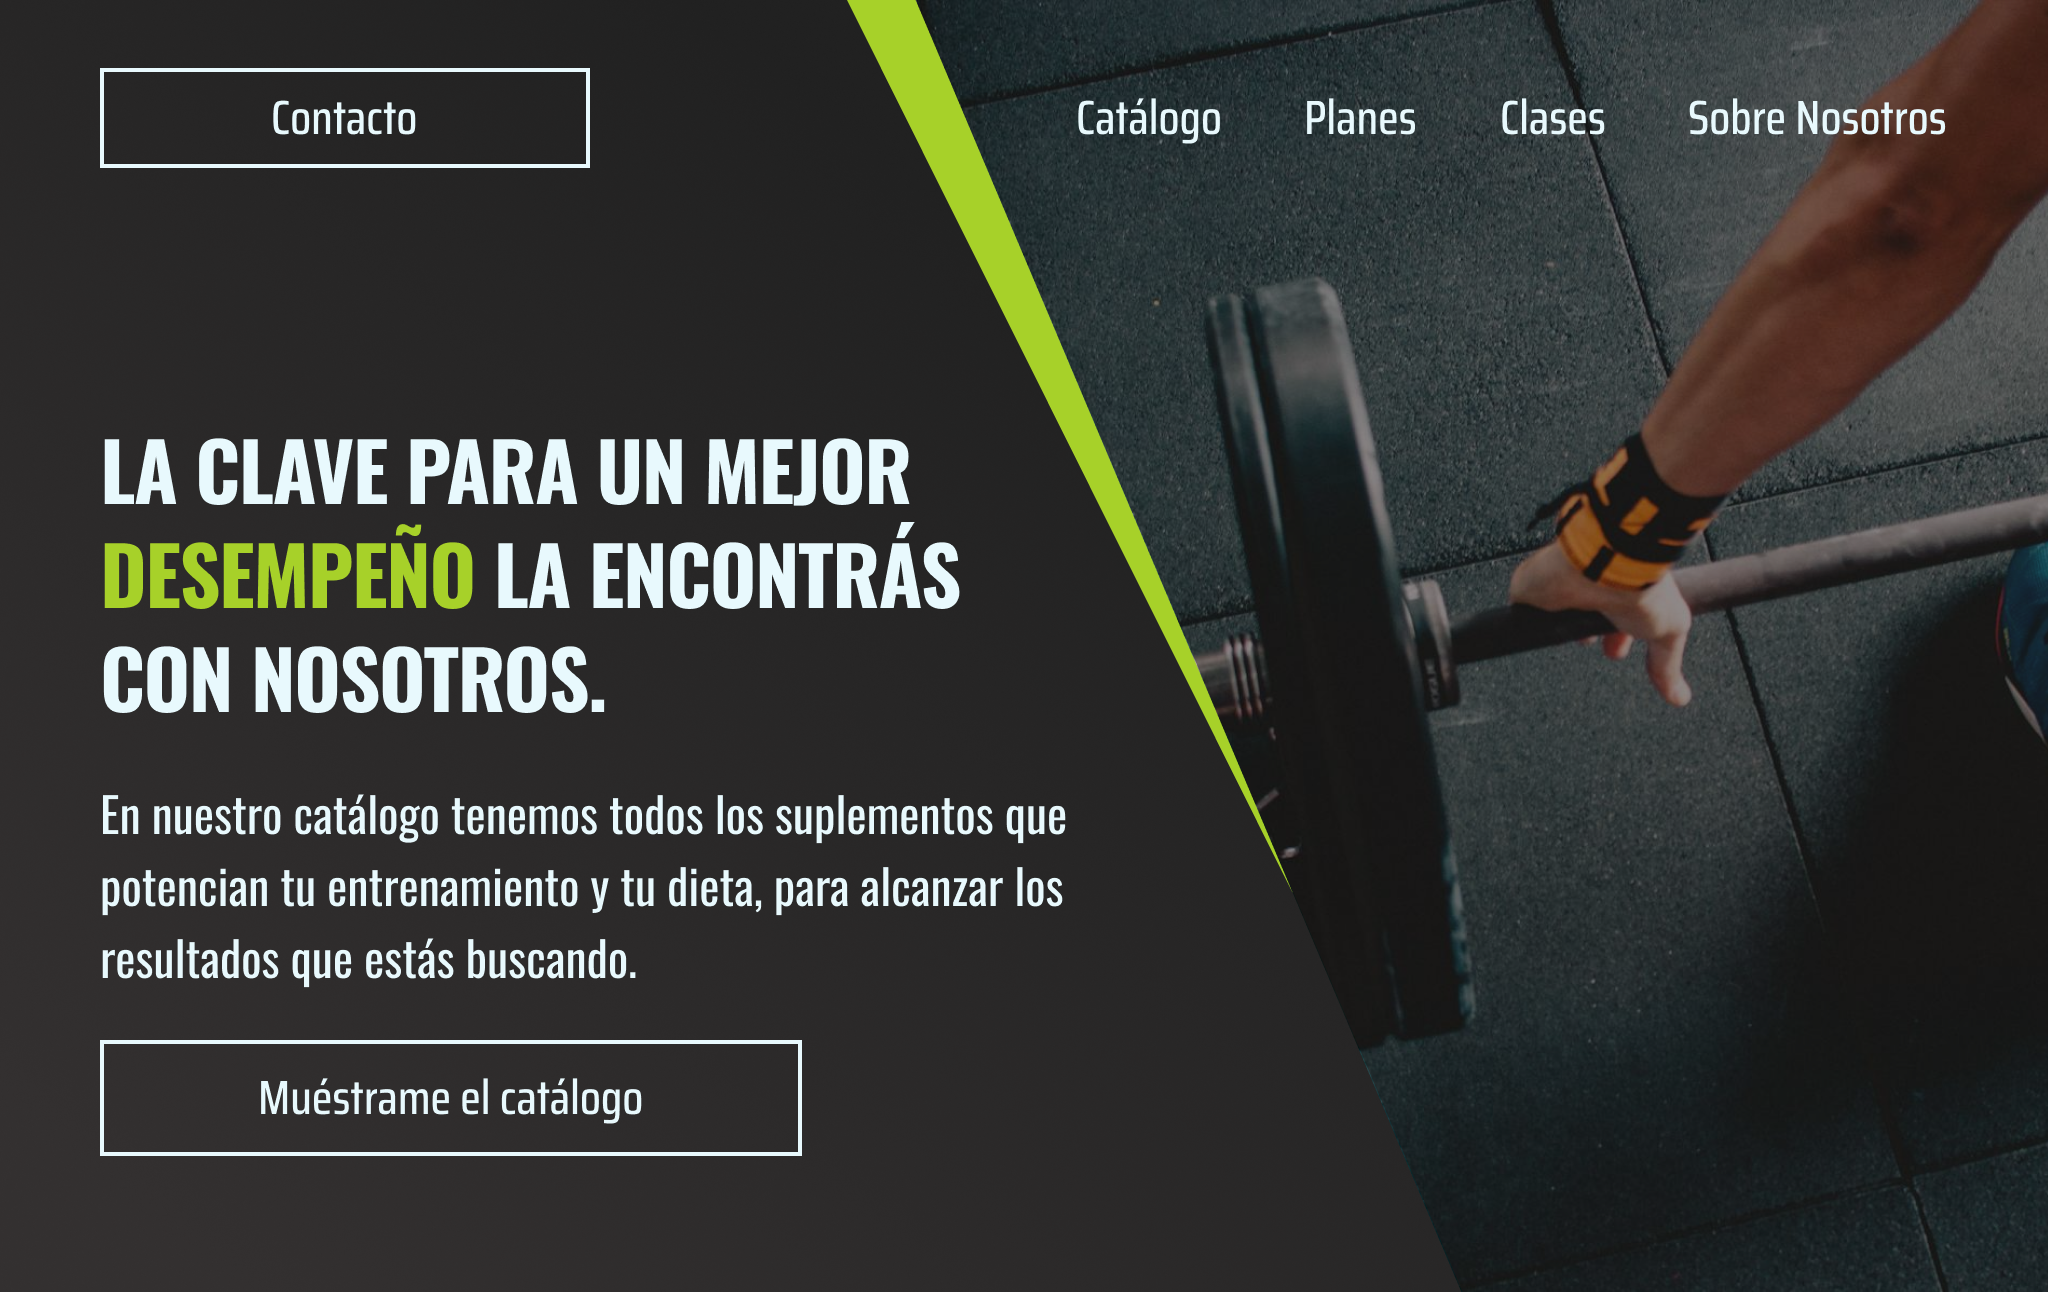 Contacto
Catálogo Planes Clases Sobre Nosotros
LA CLAVE PARA UN MEJOR
DESEMPEÑO LA ENCONTRÁS
CON NOSOTROS.
En nuestro catálogo tenemos todos los suplementos que
potencian tu entrenamiento y tu dieta, para alcanzar los
resultados que estás buscando.
Muéstrame el catálogo